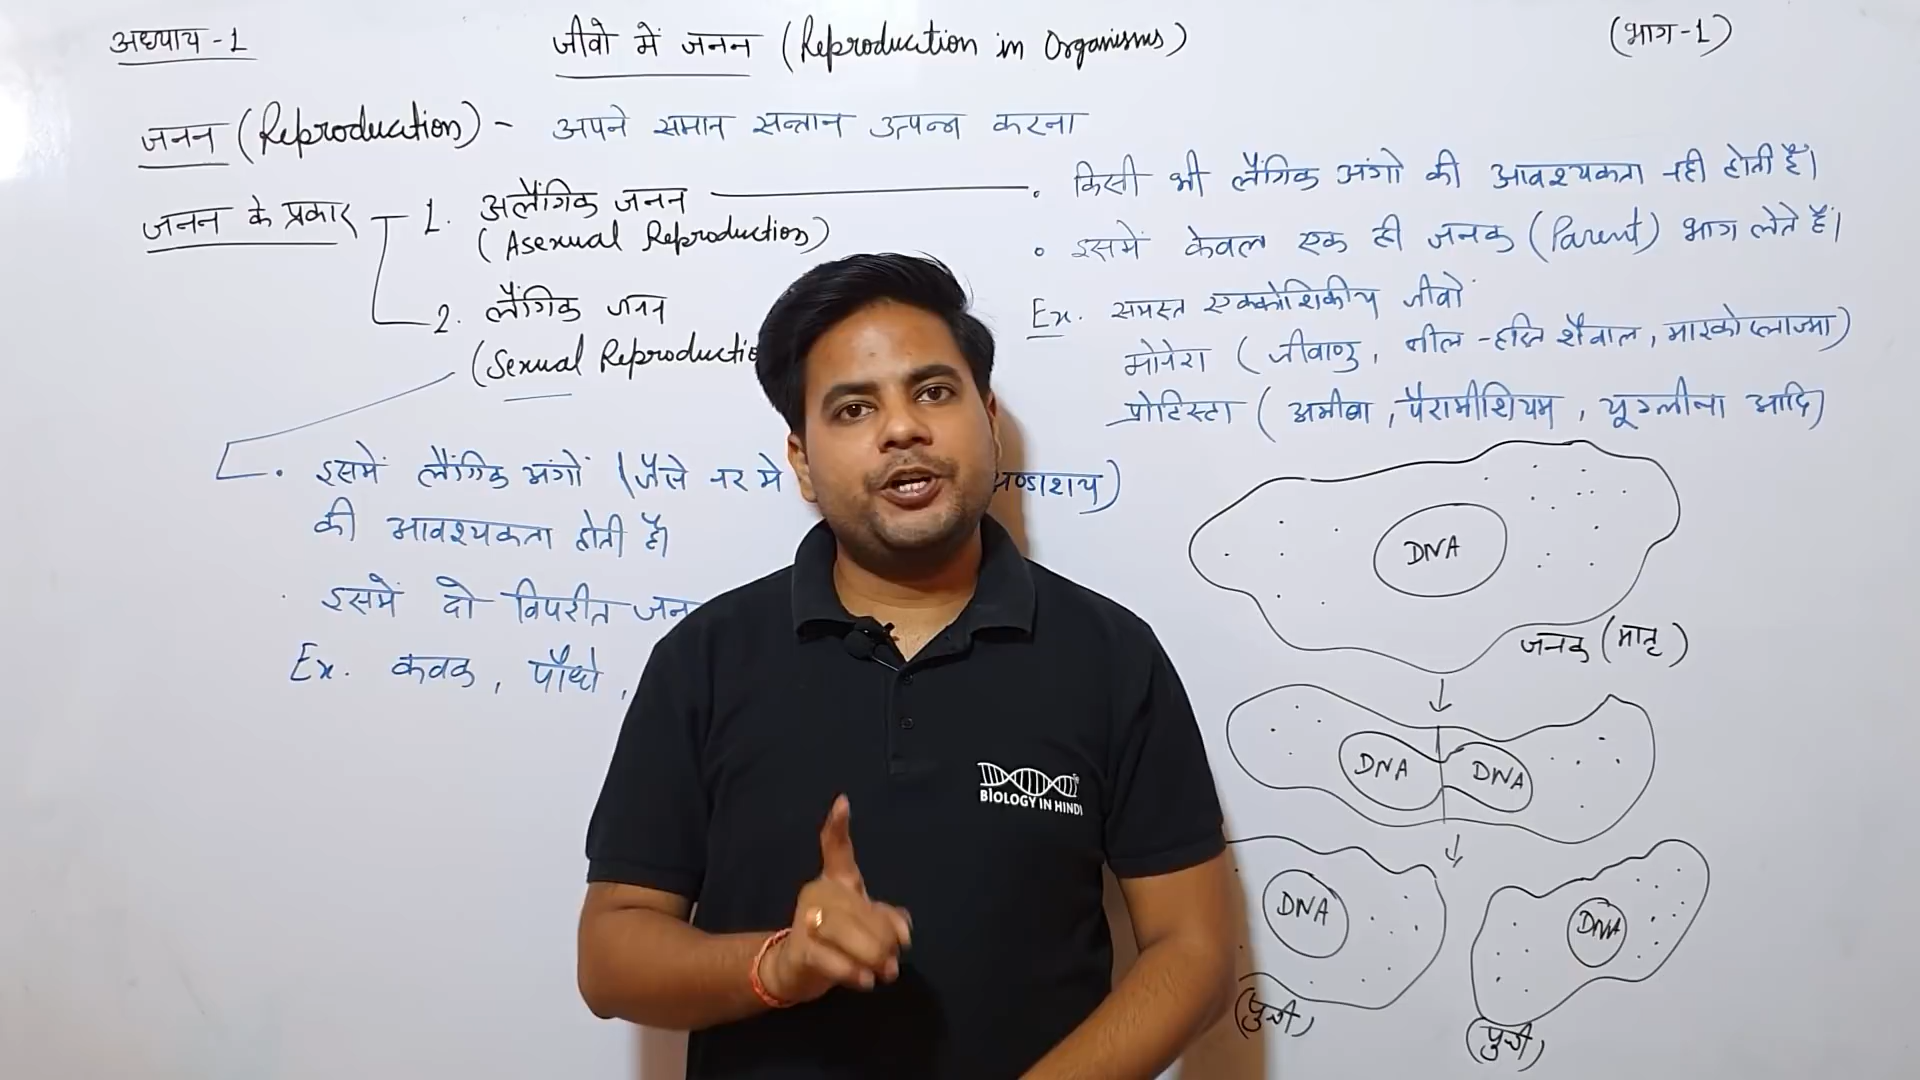 अध्याय - 1
जीवो में जनन (Reproduction in Organisms)
(भाग-1)
जनन (Reproduction) - अपने समान सन्तान उत्पन्न करना
जनन के प्रकार
1. अलैंगिक जनन
(Asexual Reproduction)
2. लैंगिक जनन
(Sexual Reproductio
. किसी भी लैंगिक अंगो की आवश्यकता नही होती है।
. इसमें केवल एक ही जनक (Parent) भाग लेते हैं।
Ex. समस्त एककोशिकीय जीवों
मोनेरा (जीवाणु, नील-हरित शैवाल, माइकोप्लाज्मा)
प्रोटिस्टा (अमीबा, पैरामीशियम, यूग्लीना आदि)
. इसमें लैंगिक अंगों (जैसे नर मे अण्डाशय)
की आवश्यकता होती है।
. इसमें दो विपरीत जन
Ex. कवक, पौधो,
DNA
जनक (मातृ)
DNA DNA
DNA DNA
(पुत्री)
(पुत्री)
BIOLOGY IN HINDI